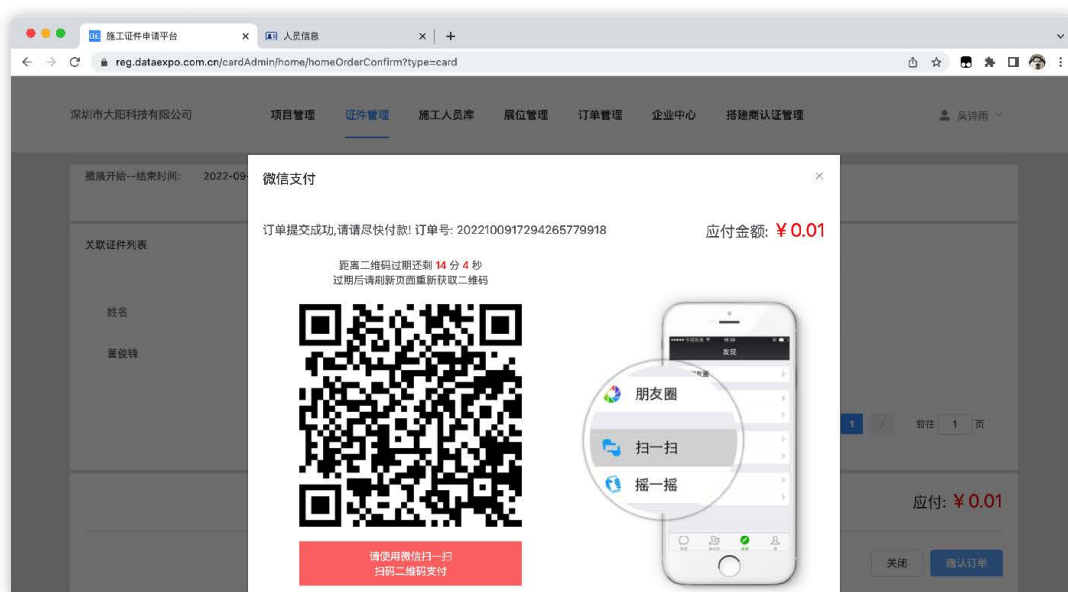 施工证件申请平台
人员信息
reg.dataexpo.com.cn/cardAdmin/home/homeOrderConfirm?type=card
深圳市大阳科技有限公司 项目管理 证件管理 施工人员库 展位管理 订单管理 企业中心 搭建商认证管理 吴诗雨
撤展开始--结束时间: 2022-09-
微信支付
订单提交成功,请请尽快付款! 订单号: 2022100917294265779918
应付金额: ¥0.01
关联证件列表
距离二维码过期还剩 14 分 4 秒
过期后请刷新页面重新获取二维码
姓名
董俊锋
发现
朋友圈
扫一扫
摇一摇
1 前往 1 页
应付: ¥0.01
请使用微信扫一扫
扫码二维码支付
关闭 确认订单